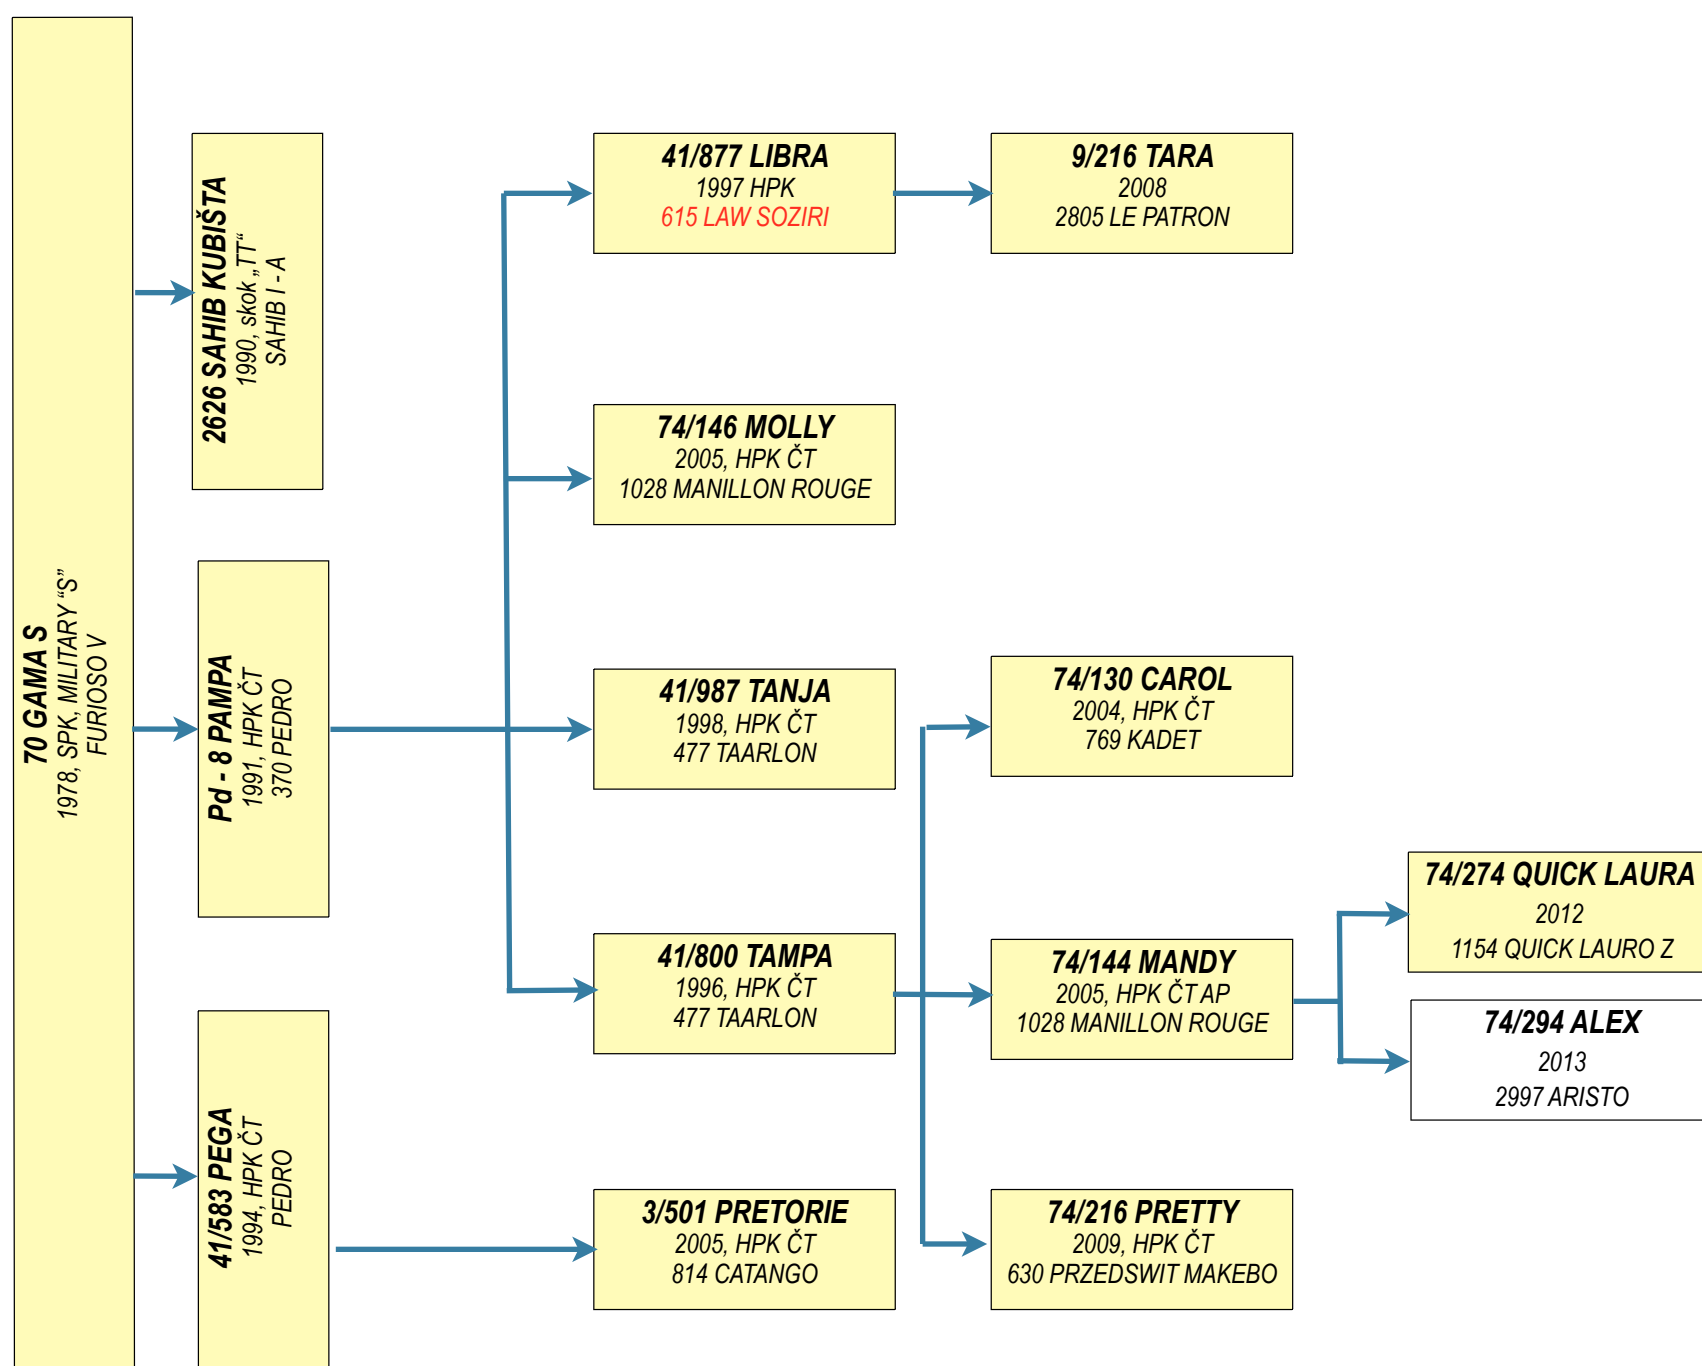 70 GAMA S
1978, SPK, MILITARY “S”
FURIOSO V
2626 SAHIB KUBIŠTA
1990, skok „TT“
SAHIB I - A
Pd - 8 PAMPA
1991, HPK ČT
370 PEDRO
41/583 PEGA
1994, HPK ČT
PEDRO
41/877 LIBRA
1997 HPK
615 LAW SOZIRI
74/146 MOLLY
2005, HPK ČT
1028 MANILLON ROUGE
41/987 TANJA
1998, HPK ČT
477 TAARLON
41/800 TAMPA
1996, HPK ČT
477 TAARLON
3/501 PRETORIE
2005, HPK ČT
814 CATANGO
9/216 TARA
2008
2805 LE PATRON
74/130 CAROL
2004, HPK ČT
769 KADET
74/144 MANDY
2005, HPK ČT AP
1028 MANILLON ROUGE
74/216 PRETTY
2009, HPK ČT
630 PRZEDSWIT MAKEBO
74/274 QUICK LAURA
2012
1154 QUICK LAURO Z
74/294 ALEX
2013
2997 ARISTO